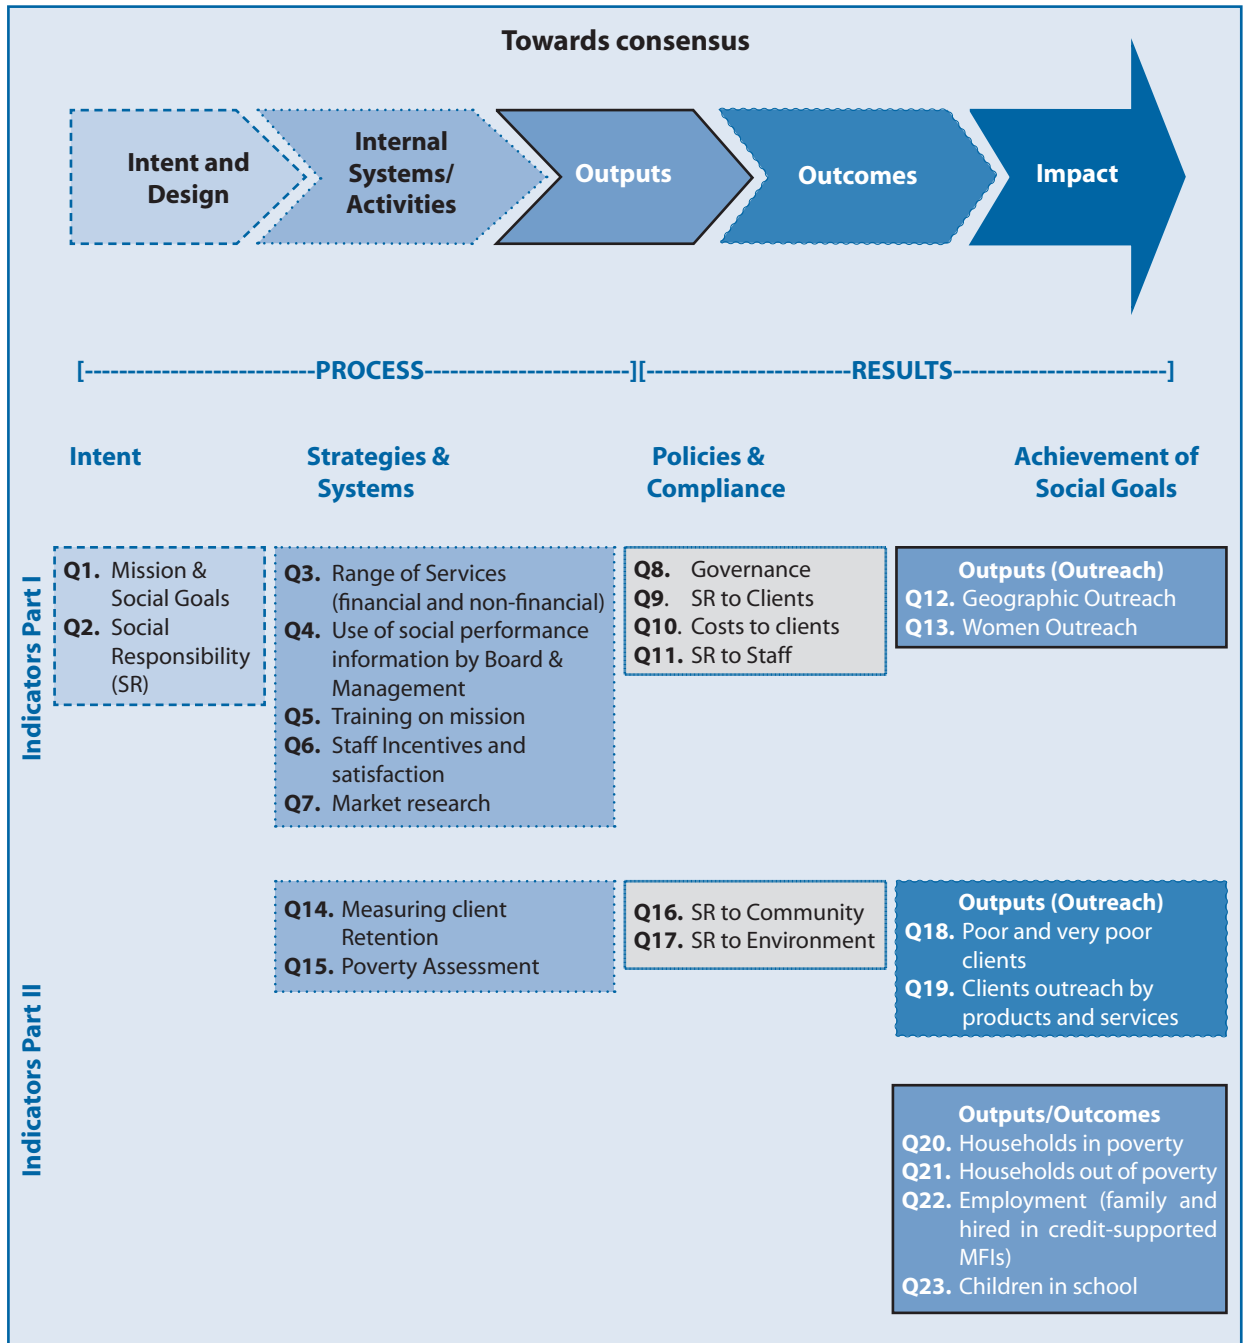 Towards consensus
Intent and
Design
Internal
Systems/
Activities
Outputs
Outcomes
Impact
[---------------------------PROCESS------------------------][------------------------RESULTS-------------------------]
Intent
Strategies &
Systems
Policies &
Compliance
Achievement of
Social Goals
Indicators Part I
Q1. Mission &
Social Goals
Q2. Social
Responsibility
(SR)
Q3. Range of Services
(financial and non-financial)
Q4. Use of social performance
information by Board &
Management
Q5. Training on mission
Q6. Staff Incentives and
satisfaction
Q7. Market research
Q8. Governance
Q9. SR to Clients
Q10. Costs to clients
Q11. SR to Staff
Outputs (Outreach)
Q12. Geographic Outreach
Q13. Women Outreach
Indicators Part II
Q14. Measuring client
Retention
Q15. Poverty Assessment
Q16. SR to Community
Q17. SR to Environment
Outputs (Outreach)
Q18. Poor and very poor
clients
Q19. Clients outreach by
products and services
Outputs/Outcomes
Q20. Households in poverty
Q21. Households out of poverty
Q22. Employment (family and
hired in credit-supported
MFIs)
Q23. Children in school